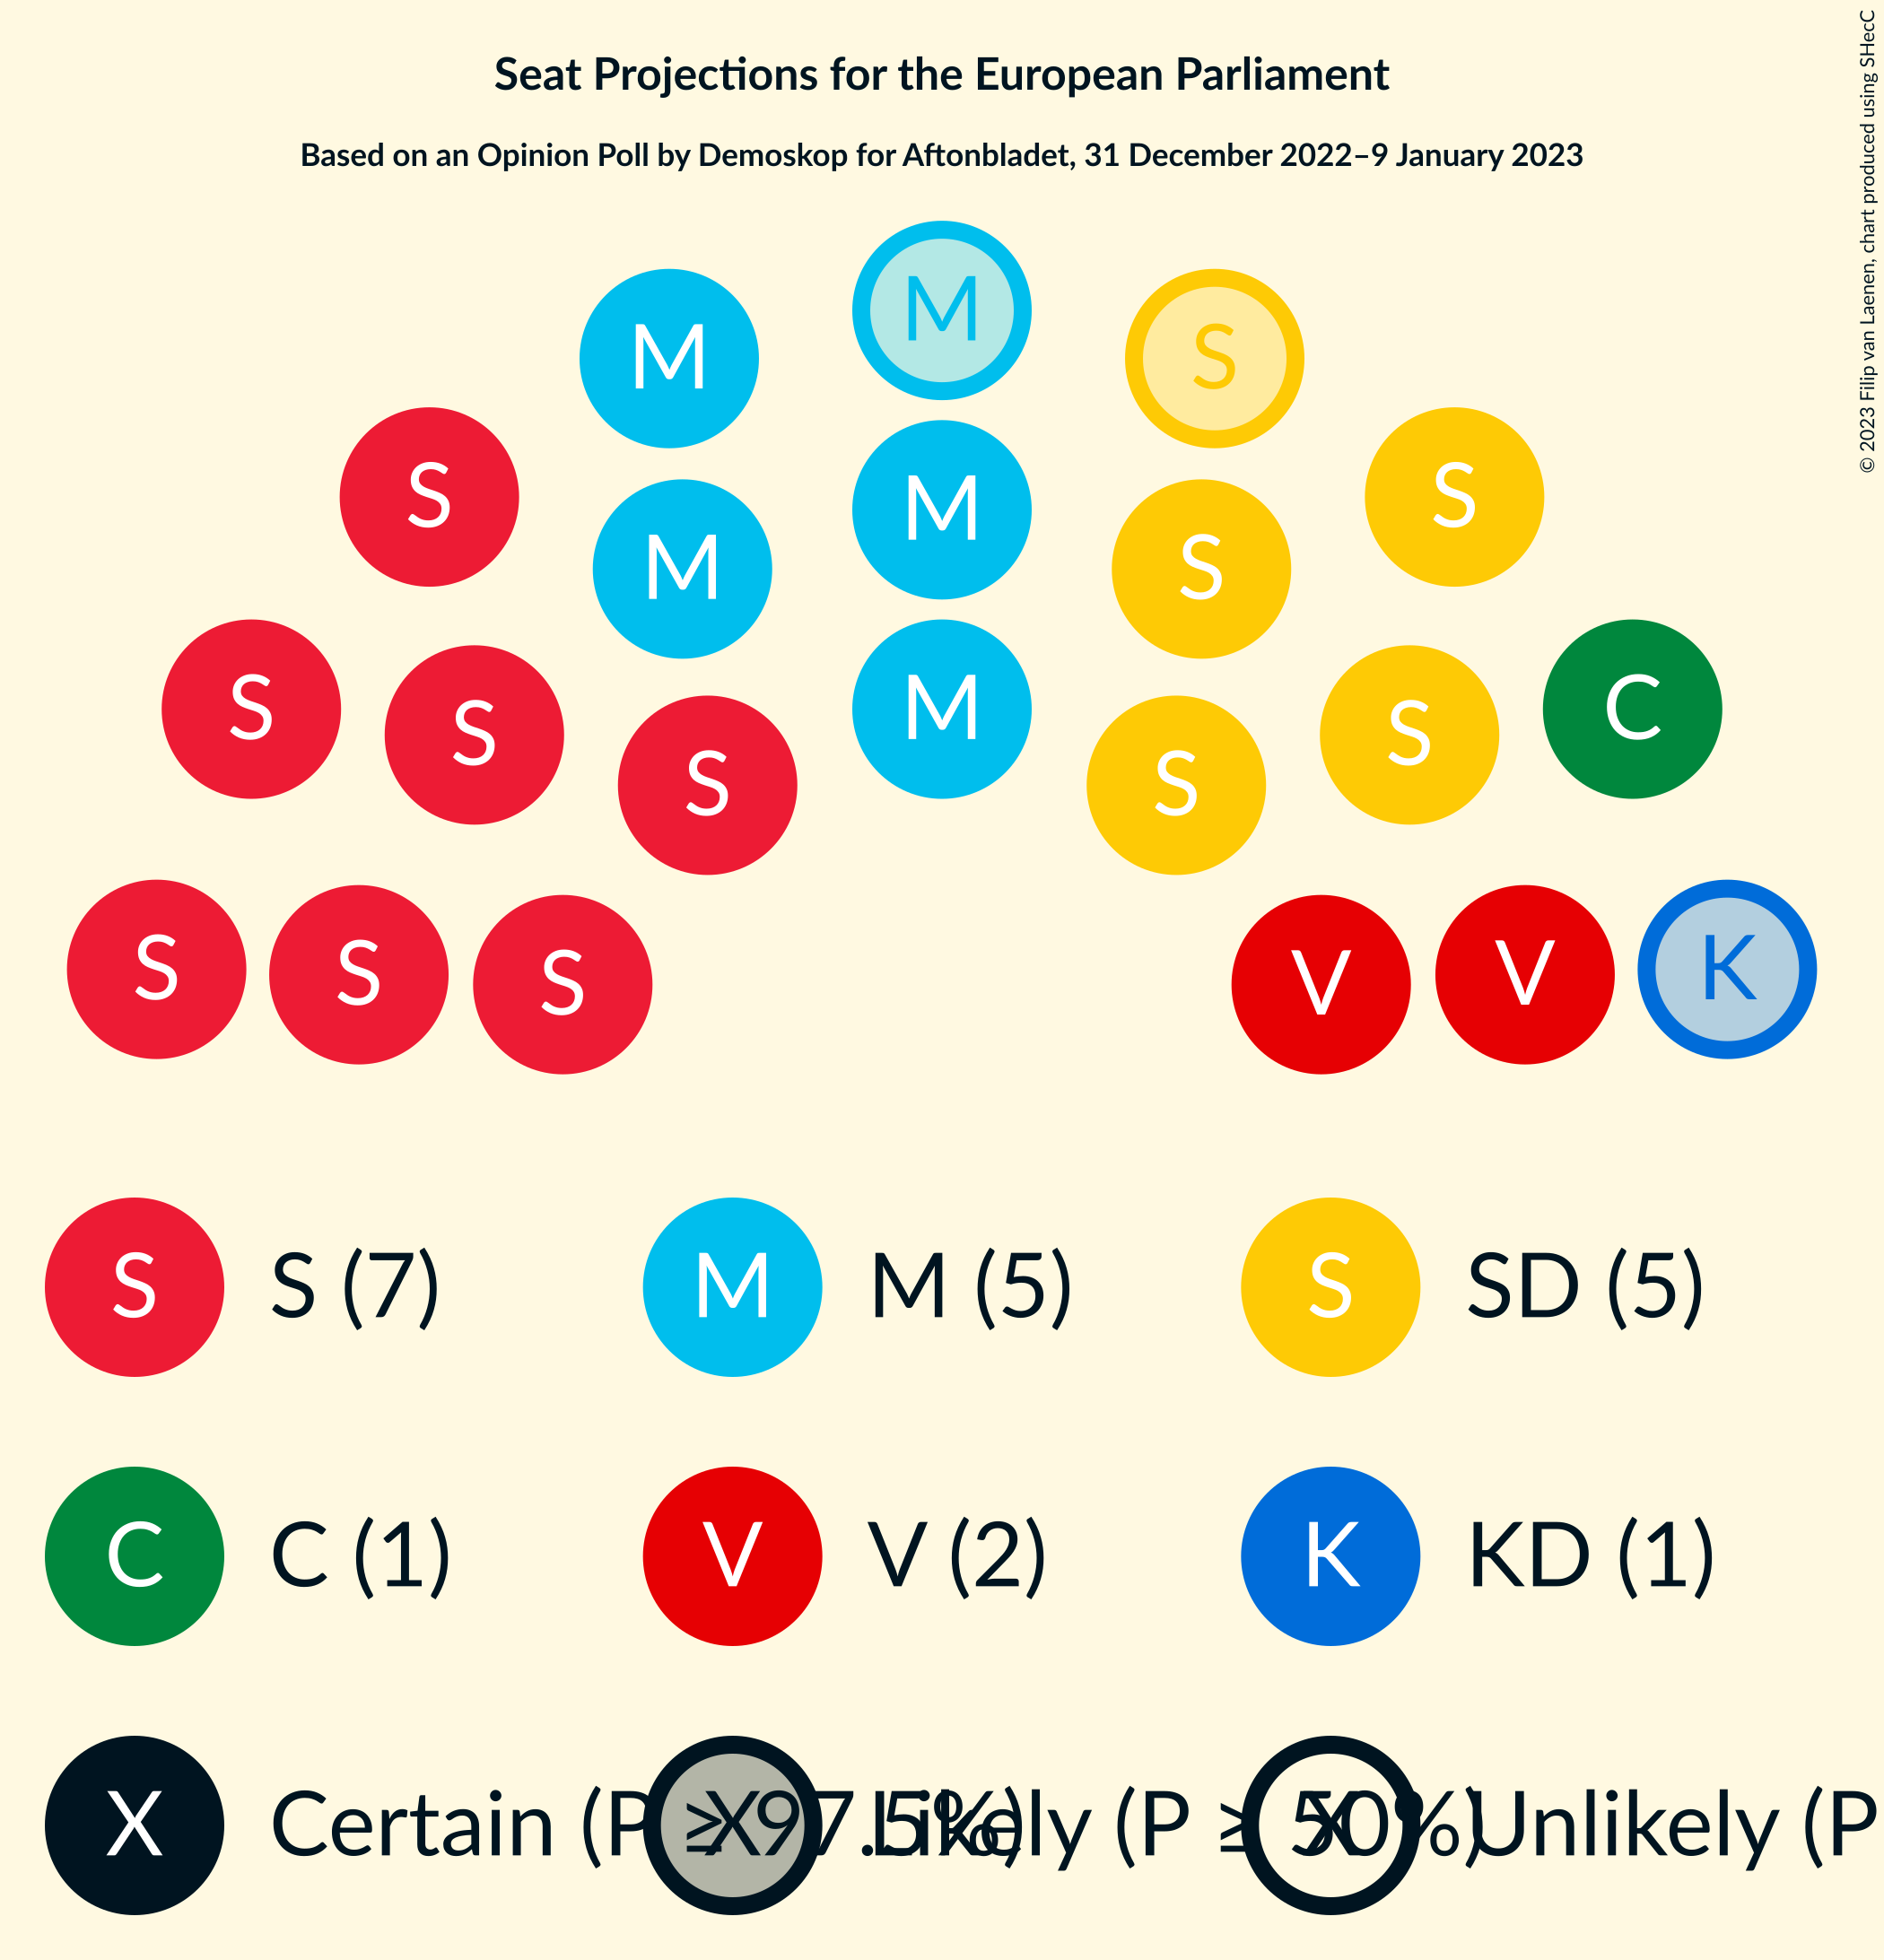 Seat Projections for the European Parliament
Based on an Opinion Poll by Demoskop for Aftonbladet, 31 December 2022–9 January 2023
© 2023 Filip van Laenen, chart produced using SHecC
M
M S
S S
M M S
S C
S M S
S S
S K
S V
S V
S S (7) M M (5) S SD (5)
C C (1) V V (2) K KD (1)
X Certain (P ≥ 97.5%) X Likely (P ≥ 50%) X Unlikely (P